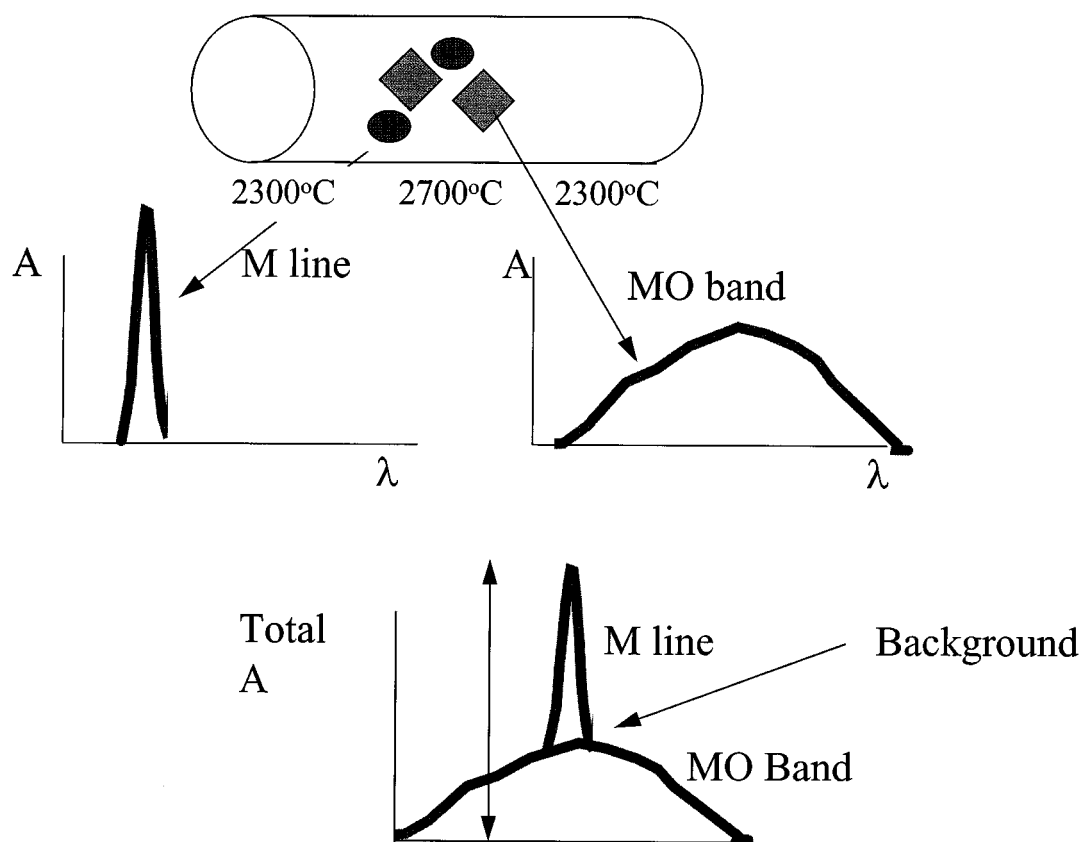 2300°C 2700°C 2300°C
A
M line
λ
A
MO band
λ
Total
A
M line
Background
MO Band